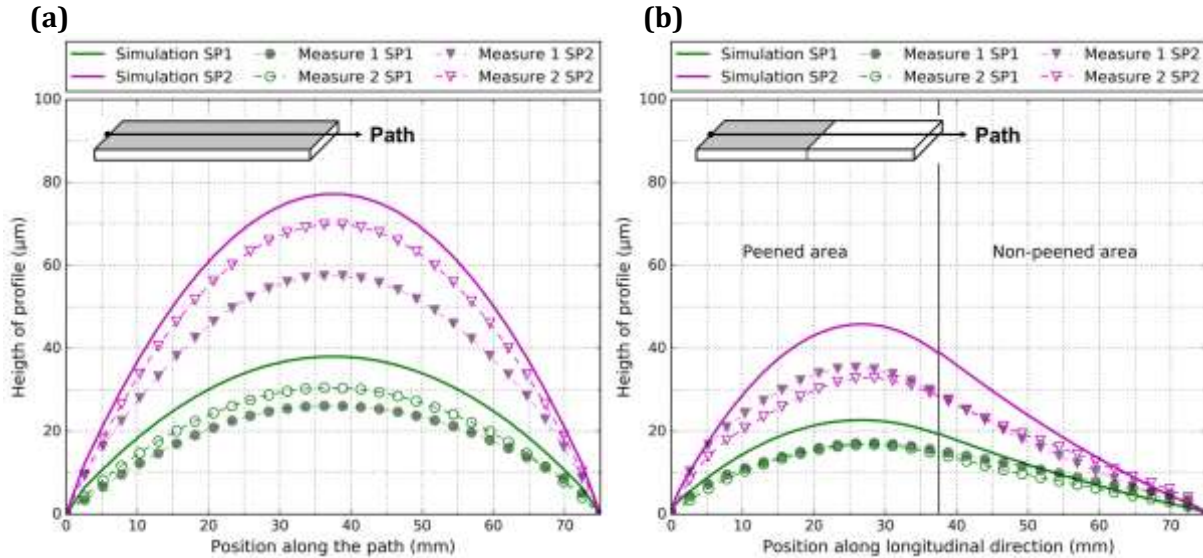 (a)
Simulation SP1 Measure 1 SP1 Measure 1 SP2
Simulation SP2 Measure 2 SP1 Measure 2 SP2
100
80
60
40
20
0
Path
Heigth of profile (μm)
0 10 20 30 40 50 60 70
Position along the path (mm)
(b)
Simulation SP1 Measure 1 SP1 Measure 1 SP2
Simulation SP2 Measure 2 SP1 Measure 2 SP2
100
80
60
40
20
0
Path
Peened area
Non-peened area
Heigth of profile (μm)
0 10 20 30 40 50 60 70
Position along longitudinal direction (mm)